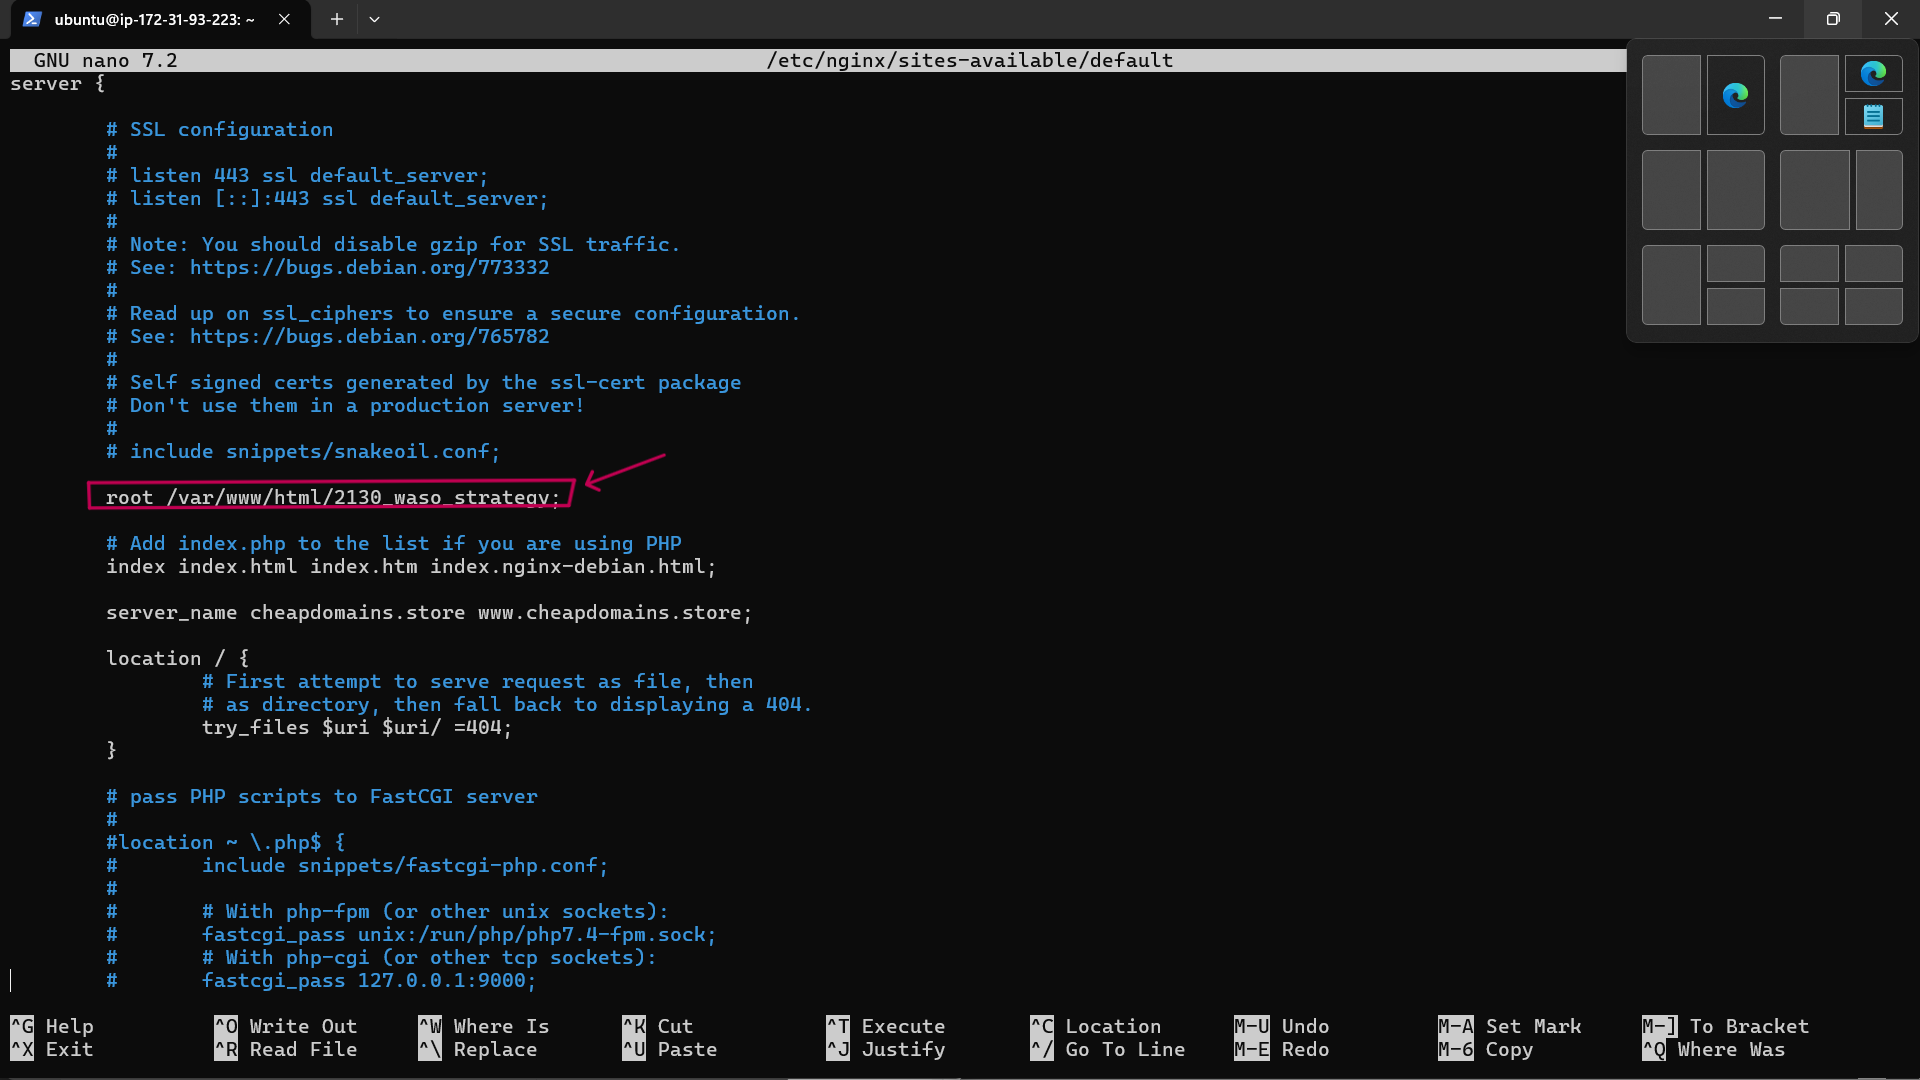 ubuntu@ip-172-31-93-223: ~
GNU nano 7.2 /etc/nginx/sites-available/default
server {
# SSL configuration
#
# listen 443 ssl default_server;
# listen [::]:443 ssl default_server;
#
# Note: You should disable gzip for SSL traffic.
# See: https://bugs.debian.org/773332
#
# Read up on ssl_ciphers to ensure a secure configuration.
# See: https://bugs.debian.org/765782
#
# Self signed certs generated by the ssl-cert package
# Don't use them in a production server!
#
# include snippets/snakeoil.conf;
root /var/www/html/2130_waso_strategy;
# Add index.php to the list if you are using PHP
index index.html index.htm index.nginx-debian.html;
server_name cheapdomains.store www.cheapdomains.store;
location / {
# First attempt to serve request as file, then
# as directory, then fall back to displaying a 404.
try_files $uri $uri/ =404;
}
# pass PHP scripts to FastCGI server
#
#location ~ \.php$ {
# include snippets/fastcgi-php.conf;
#
# # With php-fpm (or other unix sockets):
# fastcgi_pass unix:/run/php/php7.4-fpm.sock;
# # With php-cgi (or other tcp sockets):
# fastcgi_pass 127.0.0.1:9000;
^G Help ^O Write Out ^W Where Is ^K Cut ^T Execute ^C Location M-U Undo M-A Set Mark M-] To Bracket
^X Exit ^R Read File ^\ Replace ^U Paste ^J Justify ^/ Go To Line M-E Redo M-6 Copy ^Q Where Was